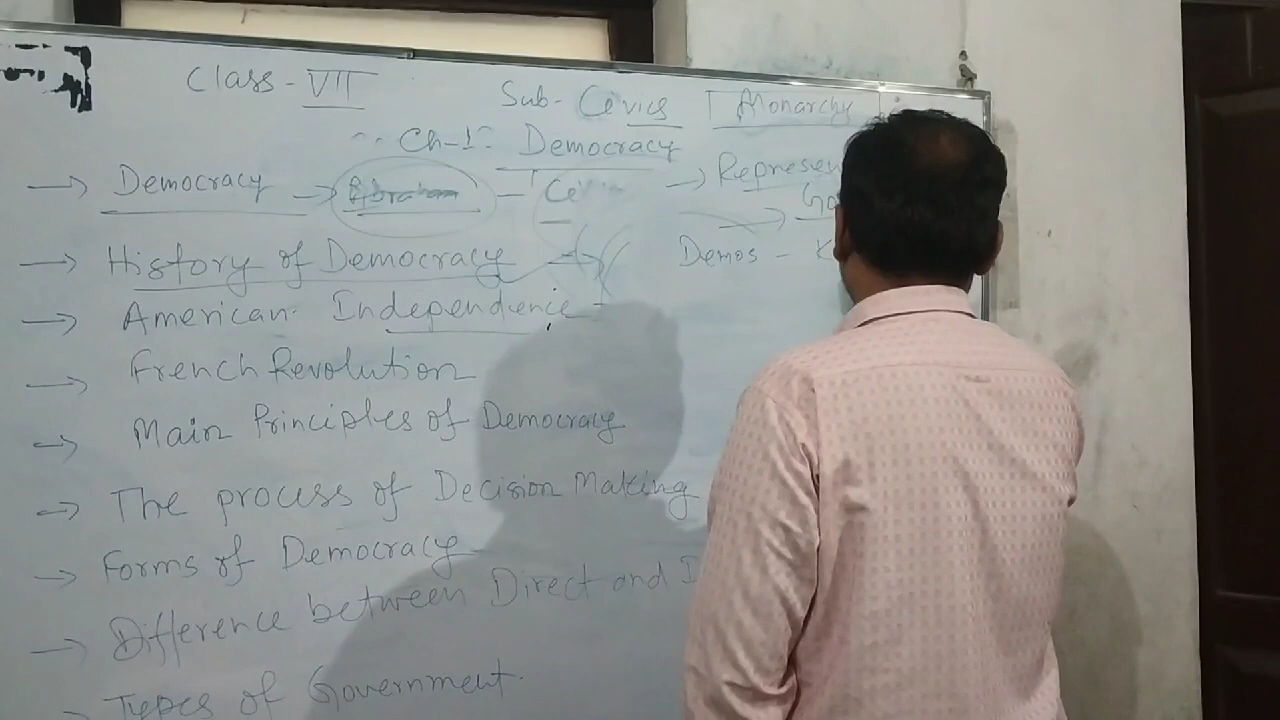 Class - VII
Sub- Civics
Monarchy
Ch-1: Democracy
→ Democracy → Abraham -
→ Represen
→ History of Democracy
Demos -
→ American Independence -
→ French Revolution
→ Main Principles of Democracy
→ The process of Decision Making
→ Forms of Democracy
→ Difference between Direct and I
→ Types of Government.